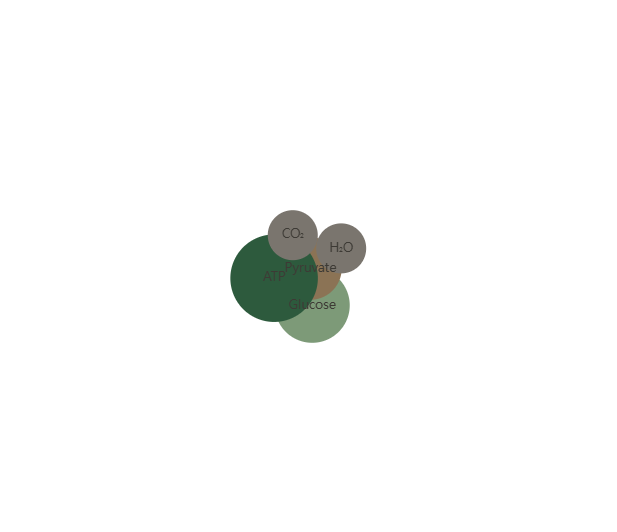 CO₂
H₂O
Pyruvate
ATP
Glucose